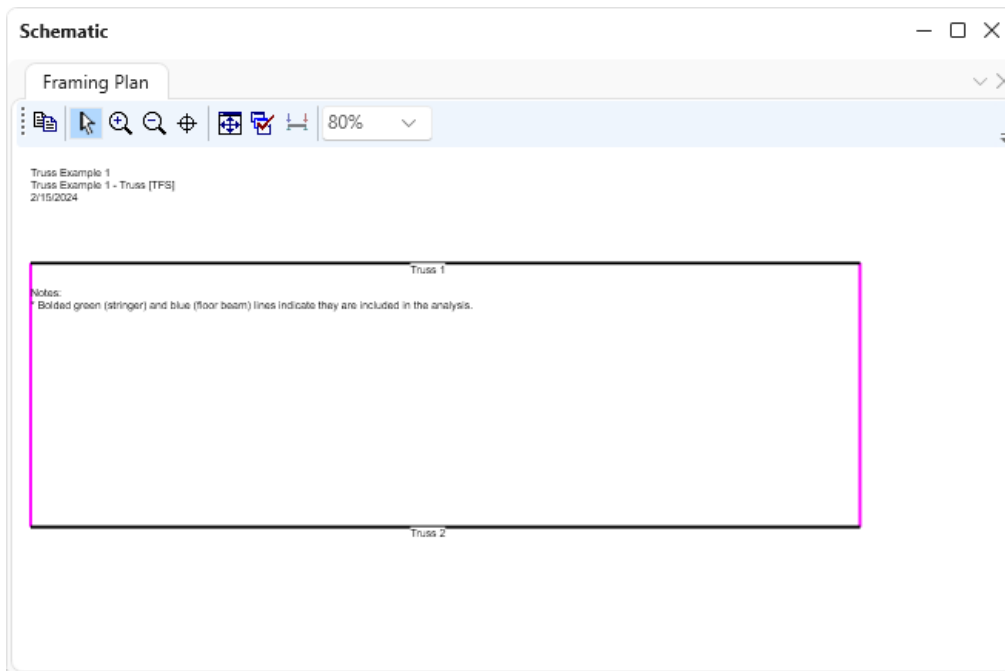 Schematic
Framing Plan
80%
Truss Example 1
Truss Example 1 - Truss [TFS]
2/15/2024
Truss 1
Notes:
* Bolded green (stringer) and blue (floor beam) lines indicate they are included in the analysis.
Truss 2